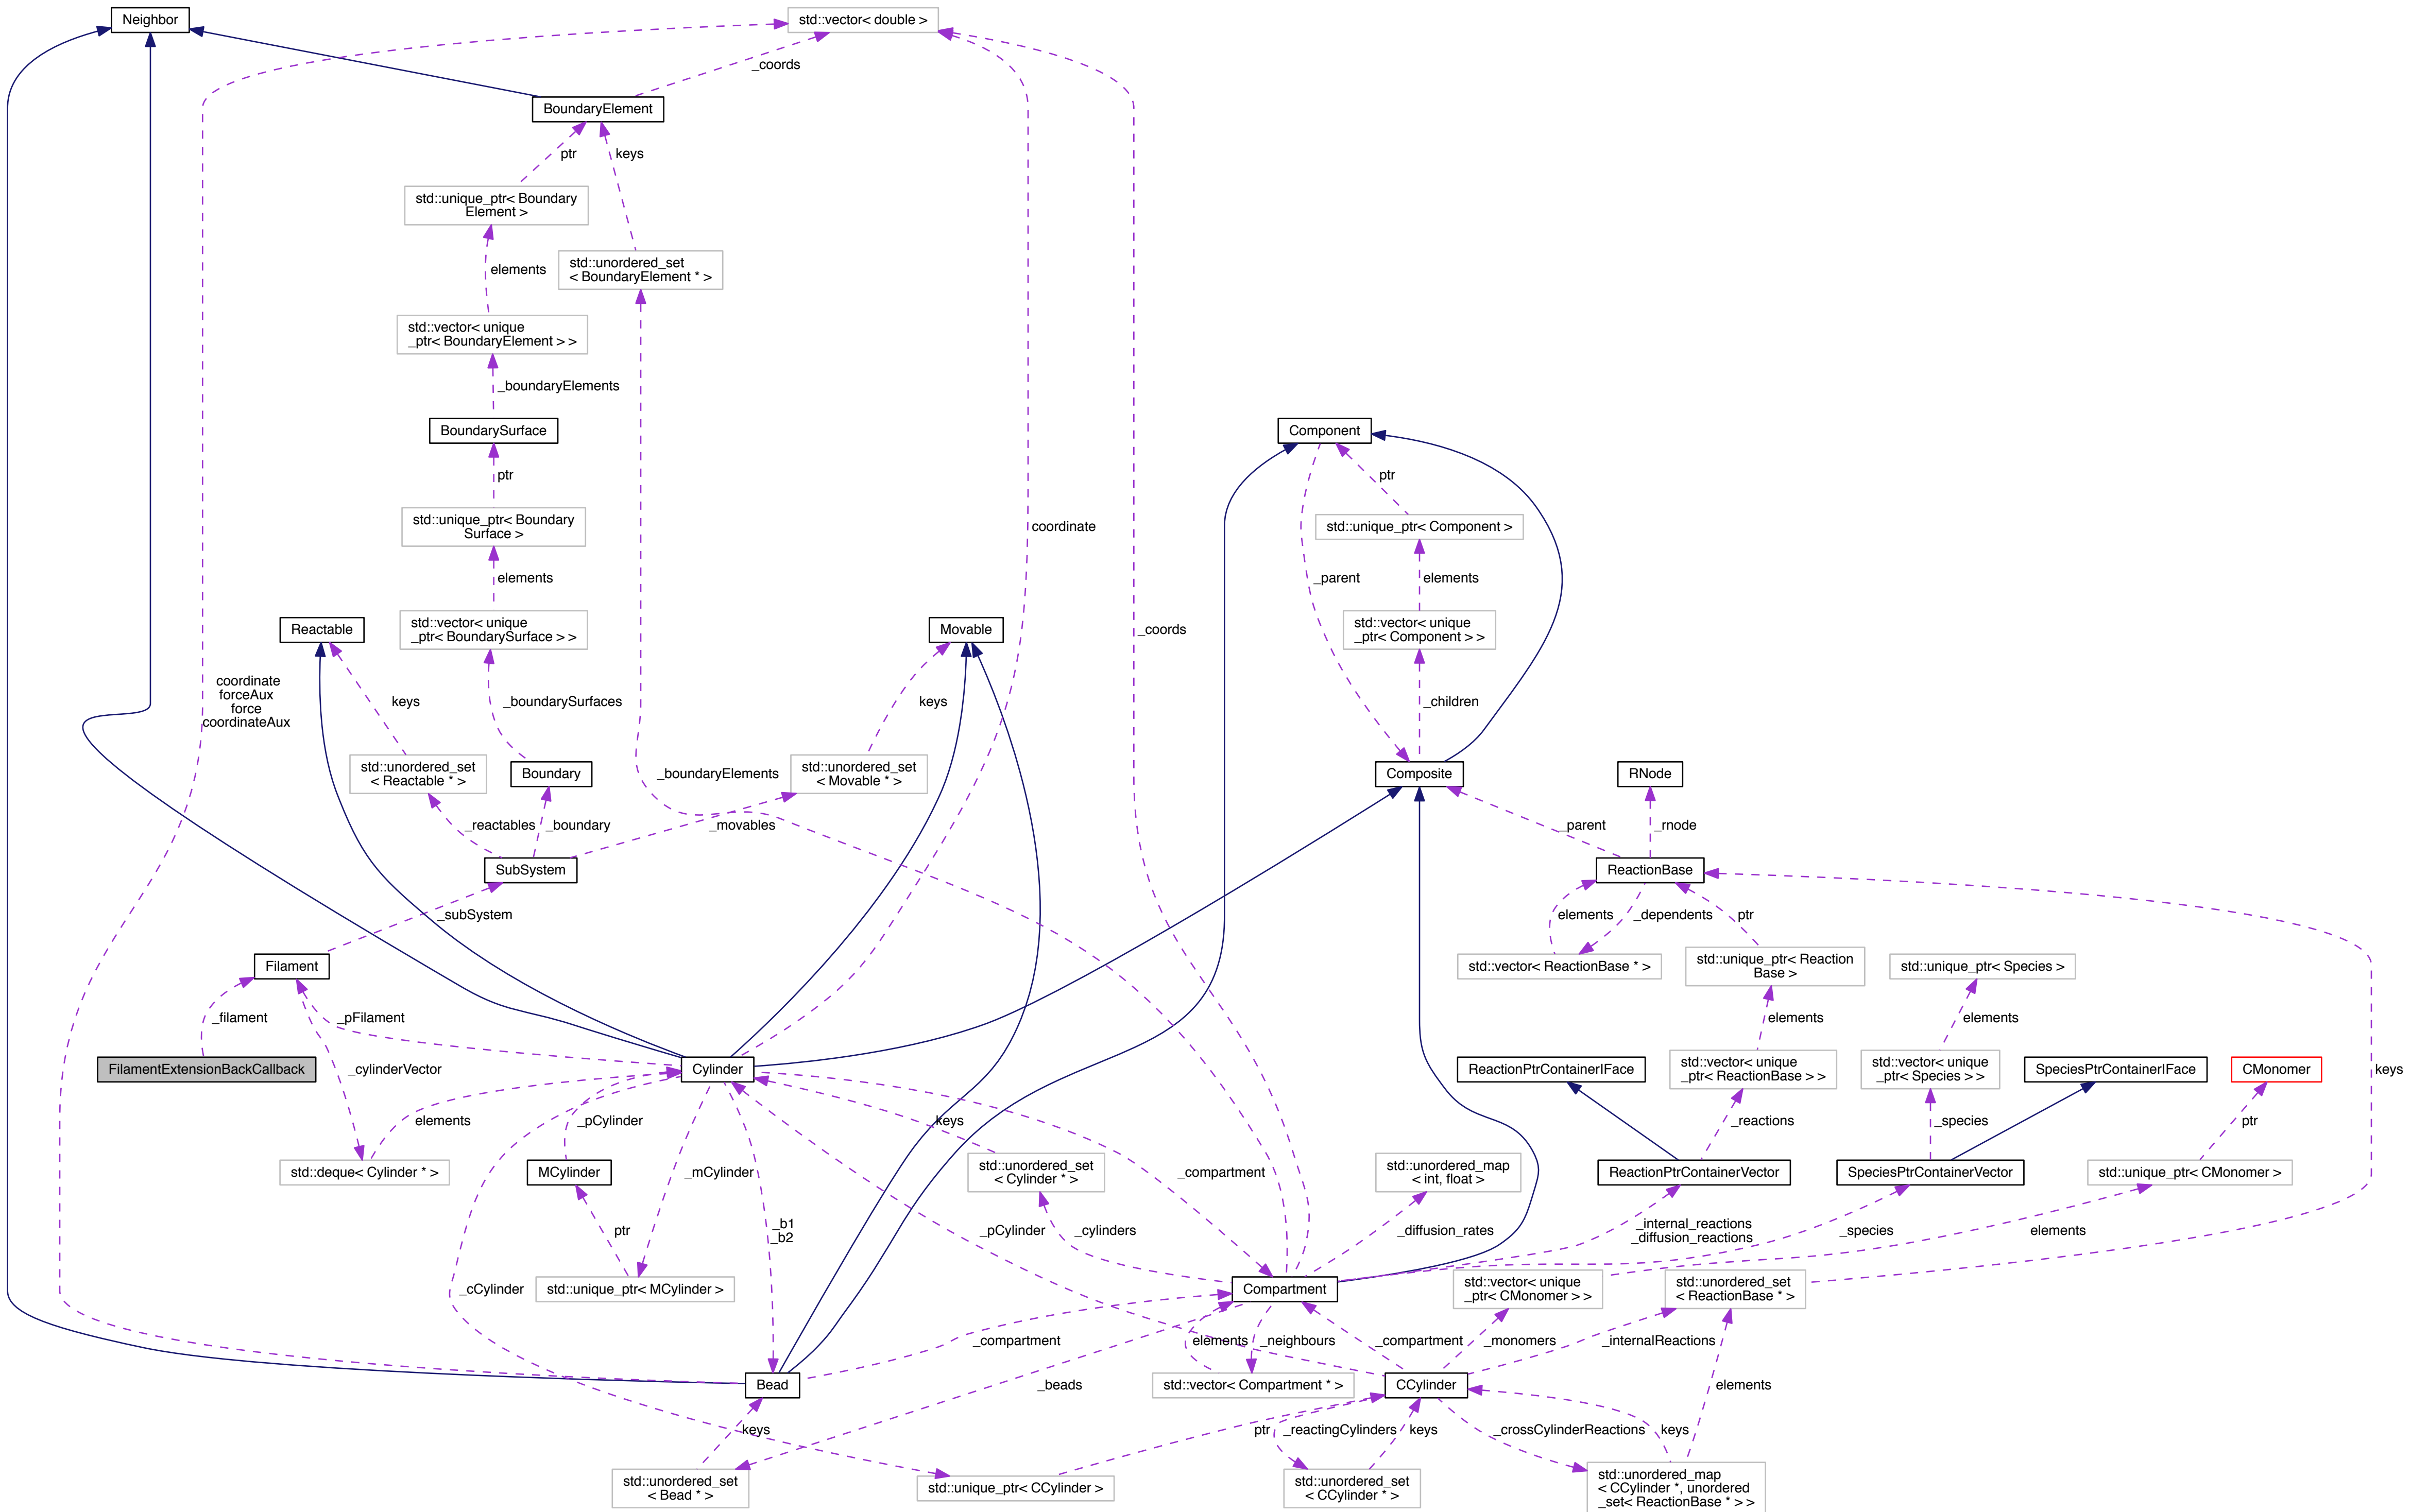 Neighbor
std::vector< double >
_coords
BoundaryElement
ptr
keys
std::unique_ptr< Boundary
Element >
std::unordered_set
< BoundaryElement * >
elements
std::vector< unique
_ptr< BoundaryElement > >
_boundaryElements
BoundarySurface
Component
ptr
ptr
std::unique_ptr< Boundary
Surface >
coordinate
std::unique_ptr< Component >
elements
_parent
elements
Reactable
std::vector< unique
_ptr< BoundarySurface > >
Movable
_coords
std::vector< unique
_ptr< Component > >
coordinate
forceAux
force
coordinateAux
keys
_boundarySurfaces
keys
_children
std::unordered_set
< Reactable * >
Boundary
_boundaryElements
std::unordered_set
< Movable * >
Composite
RNode
_reactables
_boundary
_movables
_parent
_rnode
SubSystem
ReactionBase
_subSystem
elements
_dependents
ptr
Filament
std::vector< ReactionBase * >
std::unique_ptr< Reaction
Base >
std::unique_ptr< Species >
_filament
_pFilament
elements
elements
FilamentExtensionBackCallback
_cylinderVector
Cylinder
ReactionPtrContainerIFace
std::vector< unique
_ptr< ReactionBase > >
std::vector< unique
_ptr< Species > >
SpeciesPtrContainerIFace
CMonomer
keys
elements
_pCylinder
keys
_reactions
_species
ptr
std::deque< Cylinder * >
MCylinder
_mCylinder
std::unordered_set
< Cylinder * >
_compartment
std::unordered_map
< int, float >
ReactionPtrContainerVector
SpeciesPtrContainerVector
std::unique_ptr< CMonomer >
ptr
_b1
_b2
_pCylinder
_cylinders
_diffusion_rates
_internal_reactions
_diffusion_reactions
_species
elements
_cCylinder
std::unique_ptr< MCylinder >
Compartment
std::vector< unique
_ptr< CMonomer > >
std::unordered_set
< ReactionBase * >
_compartment
elements
_neighbours
_compartment
_monomers
_internalReactions
Bead
_beads
std::vector< Compartment * >
CCylinder
elements
keys
ptr
_reactingCylinders
keys
_crossCylinderReactions
keys
std::unordered_set
< Bead * >
std::unique_ptr< CCylinder >
std::unordered_set
< CCylinder * >
std::unordered_map
< CCylinder *, unordered
_set< ReactionBase * > >